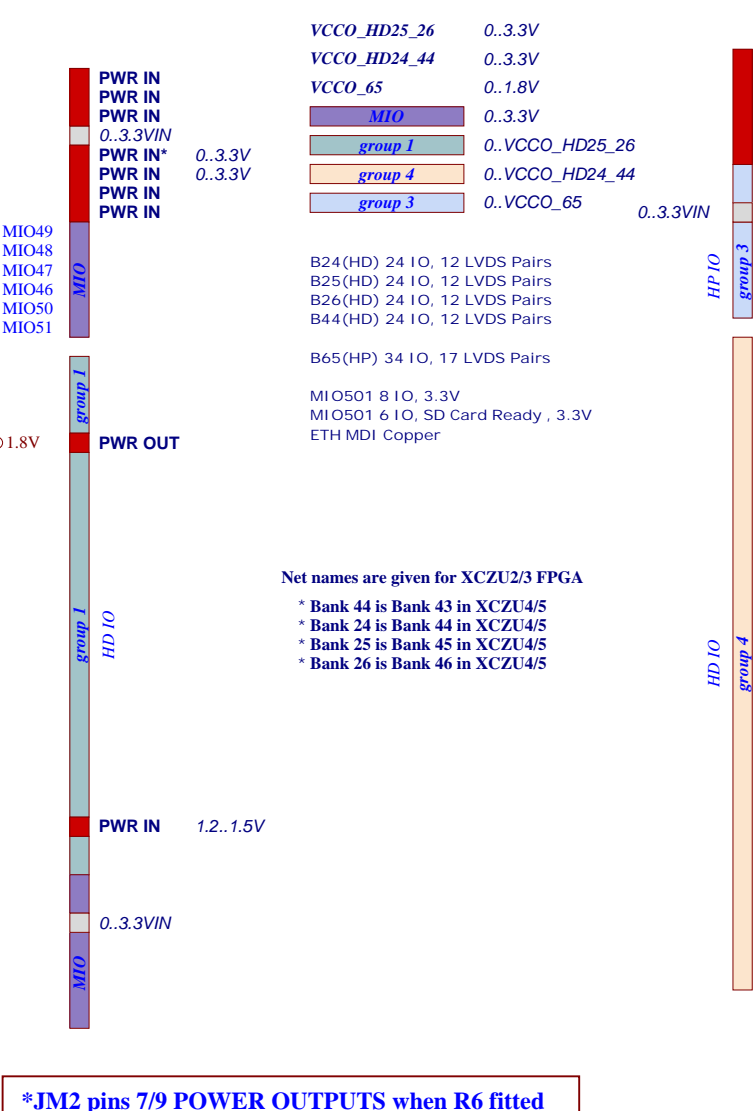 VCCO_HD25_26 0..3.3V
VCCO_HD24_44 0..3.3V
VCCO_65 0..1.8V
MIO 0..3.3V
group 1 0..VCCO_HD25_26
group 4 0..VCCO_HD24_44
group 3 0..VCCO_65
PWR IN
PWR IN
PWR IN
0..3.3VIN
PWR IN* 0..3.3V
PWR IN 0..3.3V
PWR IN
PWR IN
MIO49
MIO48
MIO47
MIO46
MIO50
MIO51
MIO
group 1
1.8V
PWR OUT
group 1
HD IO
PWR IN 1.2..1.5V
0..3.3VIN
MIO
B24(HD) 24 IO, 12 LVDS Pairs
B25(HD) 24 IO, 12 LVDS Pairs
B26(HD) 24 IO, 12 LVDS Pairs
B44(HD) 24 IO, 12 LVDS Pairs
B65(HP) 34 IO, 17 LVDS Pairs
MIO501 8 IO, 3.3V
MIO501 6 IO, SD Card Ready , 3.3V
ETH MDI Copper
Net names are given for XCZU2/3 FPGA
* Bank 44 is Bank 43 in XCZU4/5
* Bank 24 is Bank 44 in XCZU4/5
* Bank 25 is Bank 45 in XCZU4/5
* Bank 26 is Bank 46 in XCZU4/5
0..3.3VIN
HP IO
group 3
HD IO
group 4
*JM2 pins 7/9 POWER OUTPUTS when R6 fitted